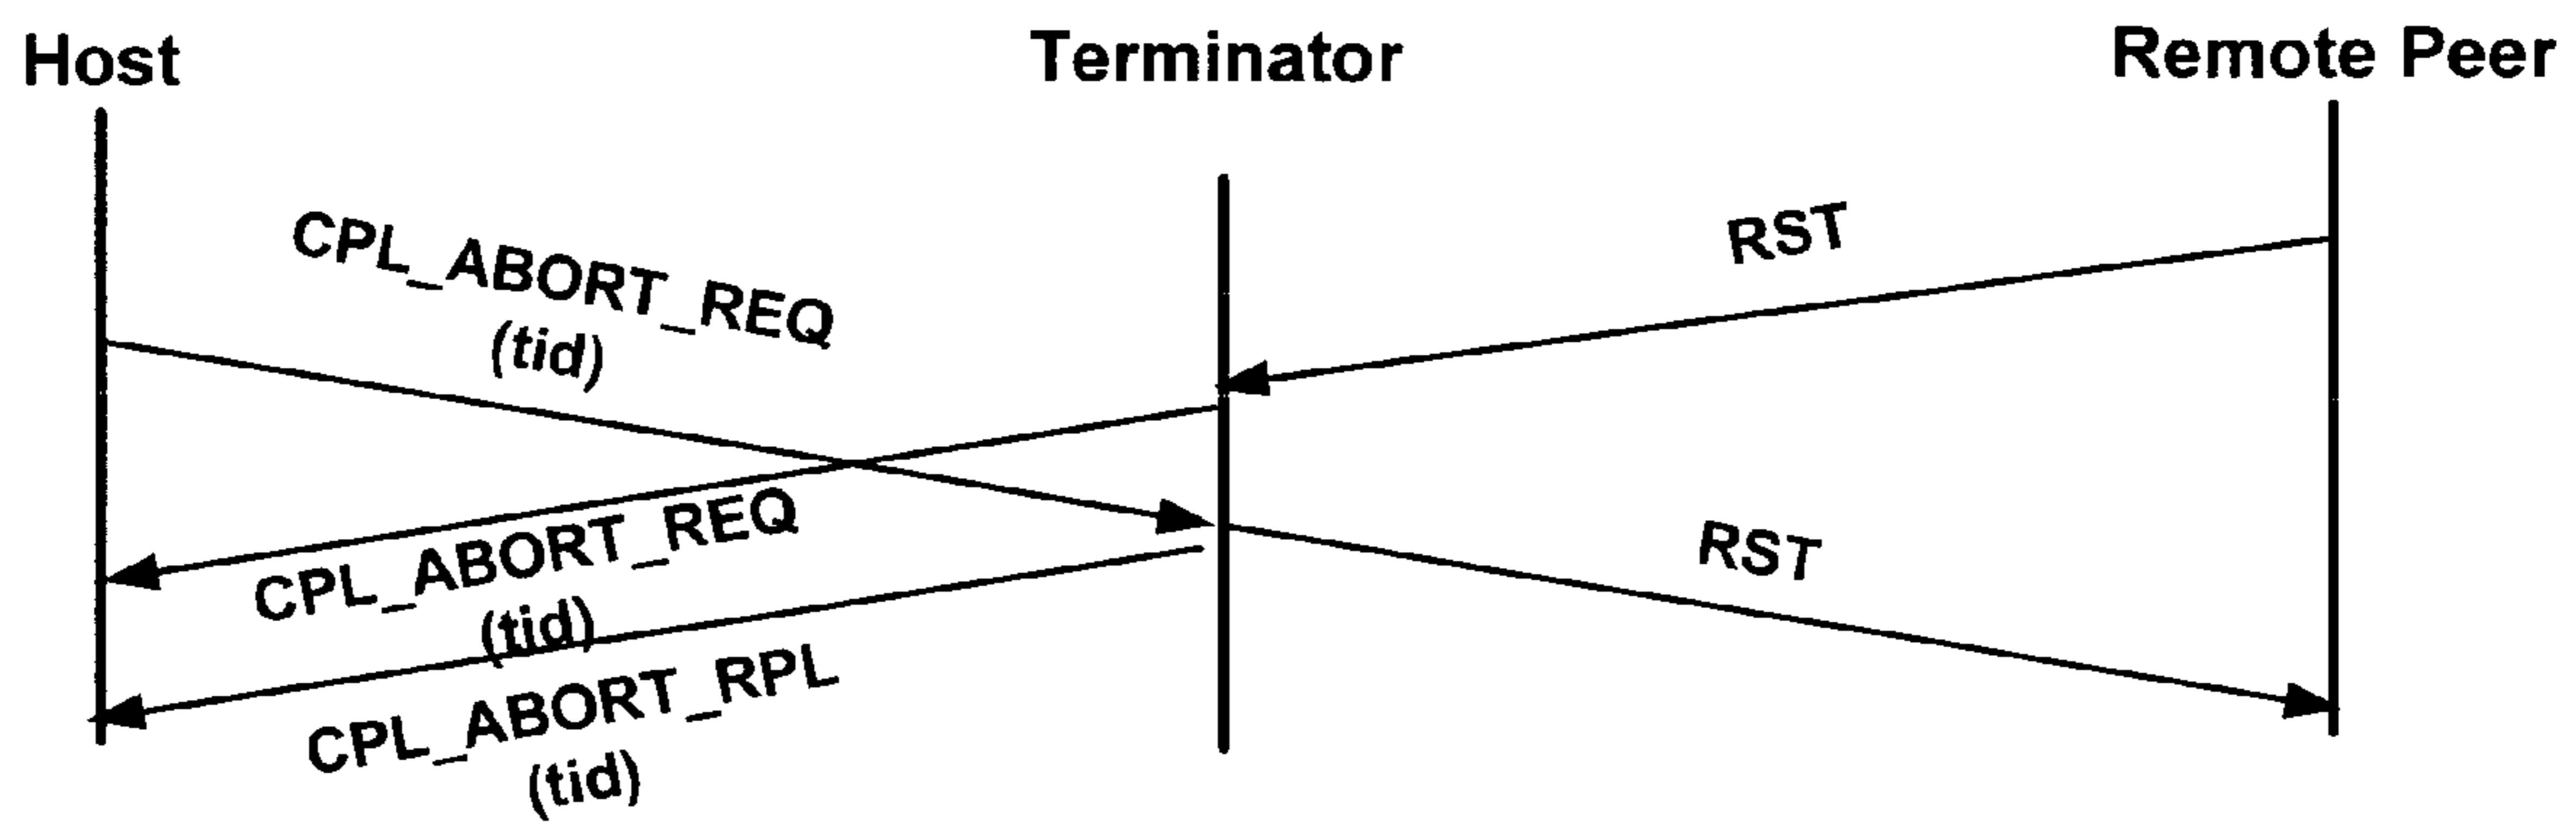 Host
Terminator
Remote Peer
CPL_ABORT_REQ
(tid)
RST
CPL_ABORT_REQ
(tid)
RST
CPL_ABORT_RPL
(tid)